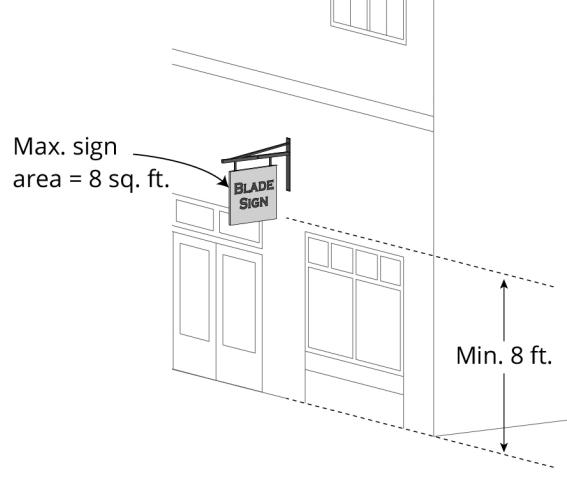 Max. sign
area = 8 sq. ft.
BLADE
SIGN
Min. 8 ft.